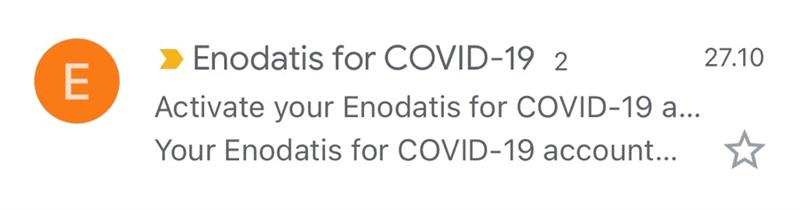 E
Enodatis for COVID-19 2
27.10
Activate your Enodatis for COVID-19 a...
Your Enodatis for COVID-19 account...